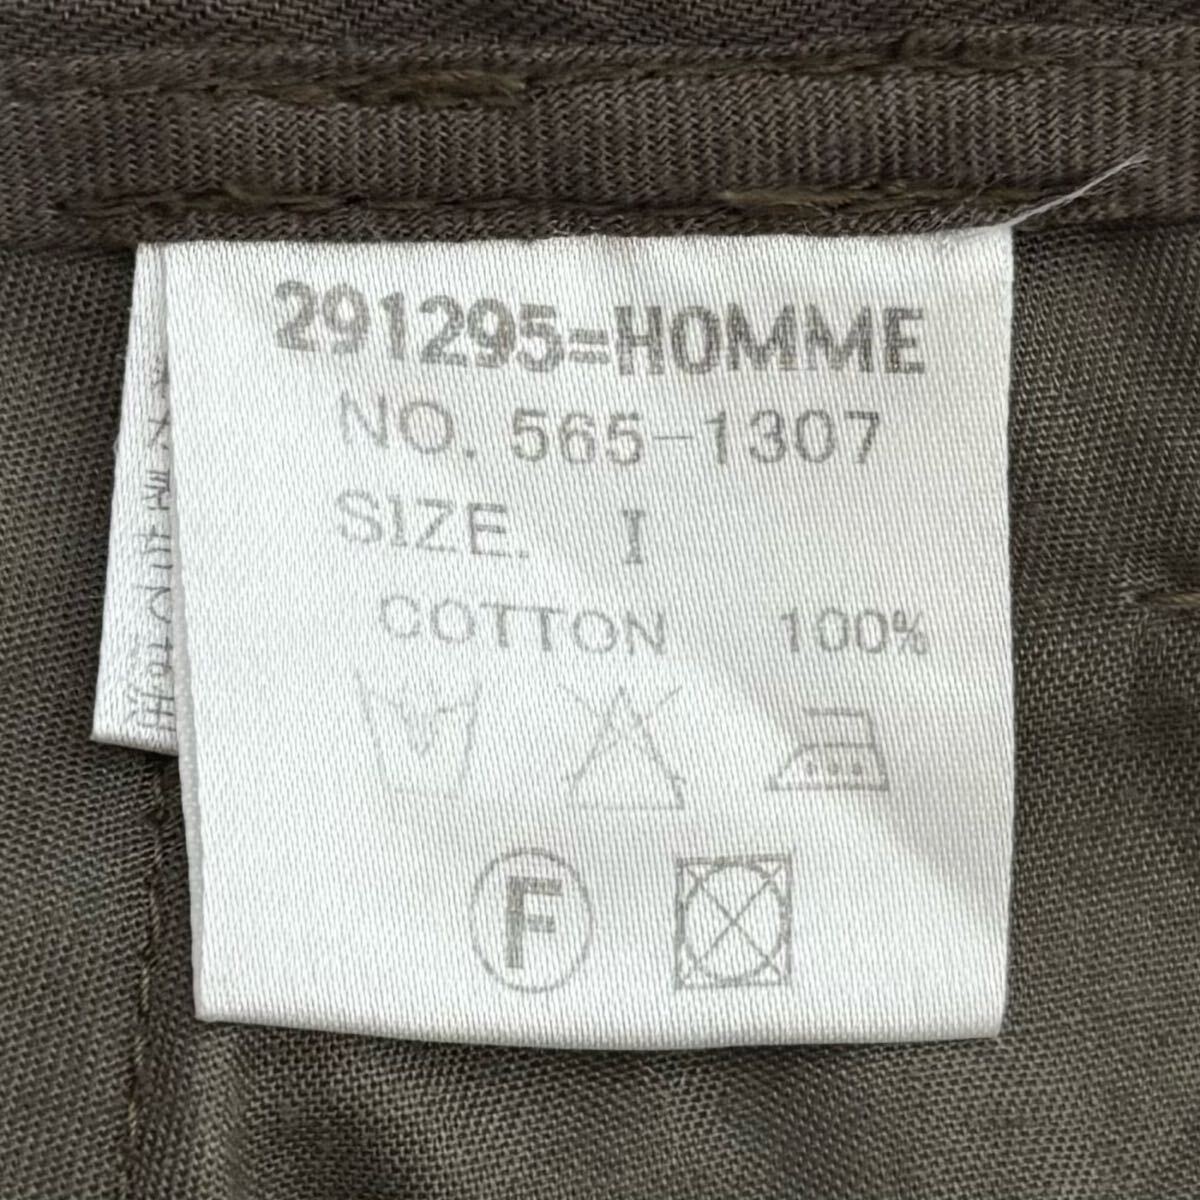 291295=HOMME
NO. 565-1307
SIZE. I
COTTON 100%
F